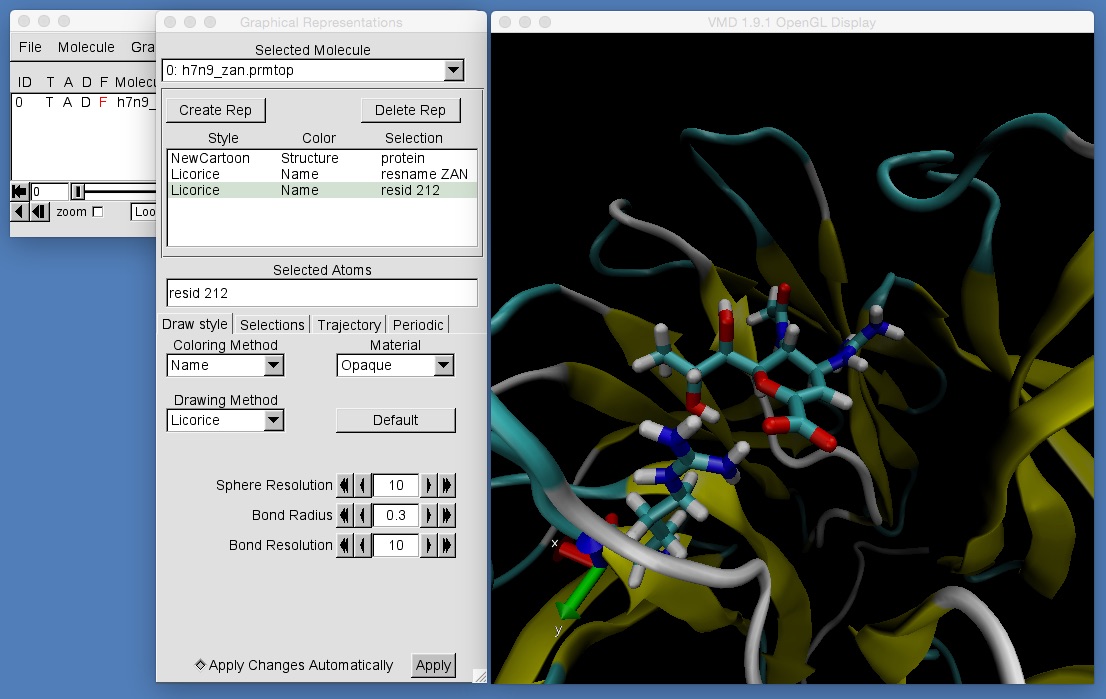 Graphical Representations
VMD 1.9.1 OpenGL Display
File Molecule Gra
ID T A D F Molecu
0 T A D F h7n9_
0
zoom Loo
Selected Molecule
0: h7n9_zan.prmtop
Create Rep Delete Rep
Style Color Selection
NewCartoon Structure protein
Licorice Name resname ZAN
Licorice Name resid 212
Selected Atoms
resid 212
Draw style Selections Trajectory Periodic
Coloring Method Material
Name Opaque
Drawing Method
Licorice Default
Sphere Resolution 10
Bond Radius 0.3
Bond Resolution 10
Apply Changes Automatically Apply
x
y